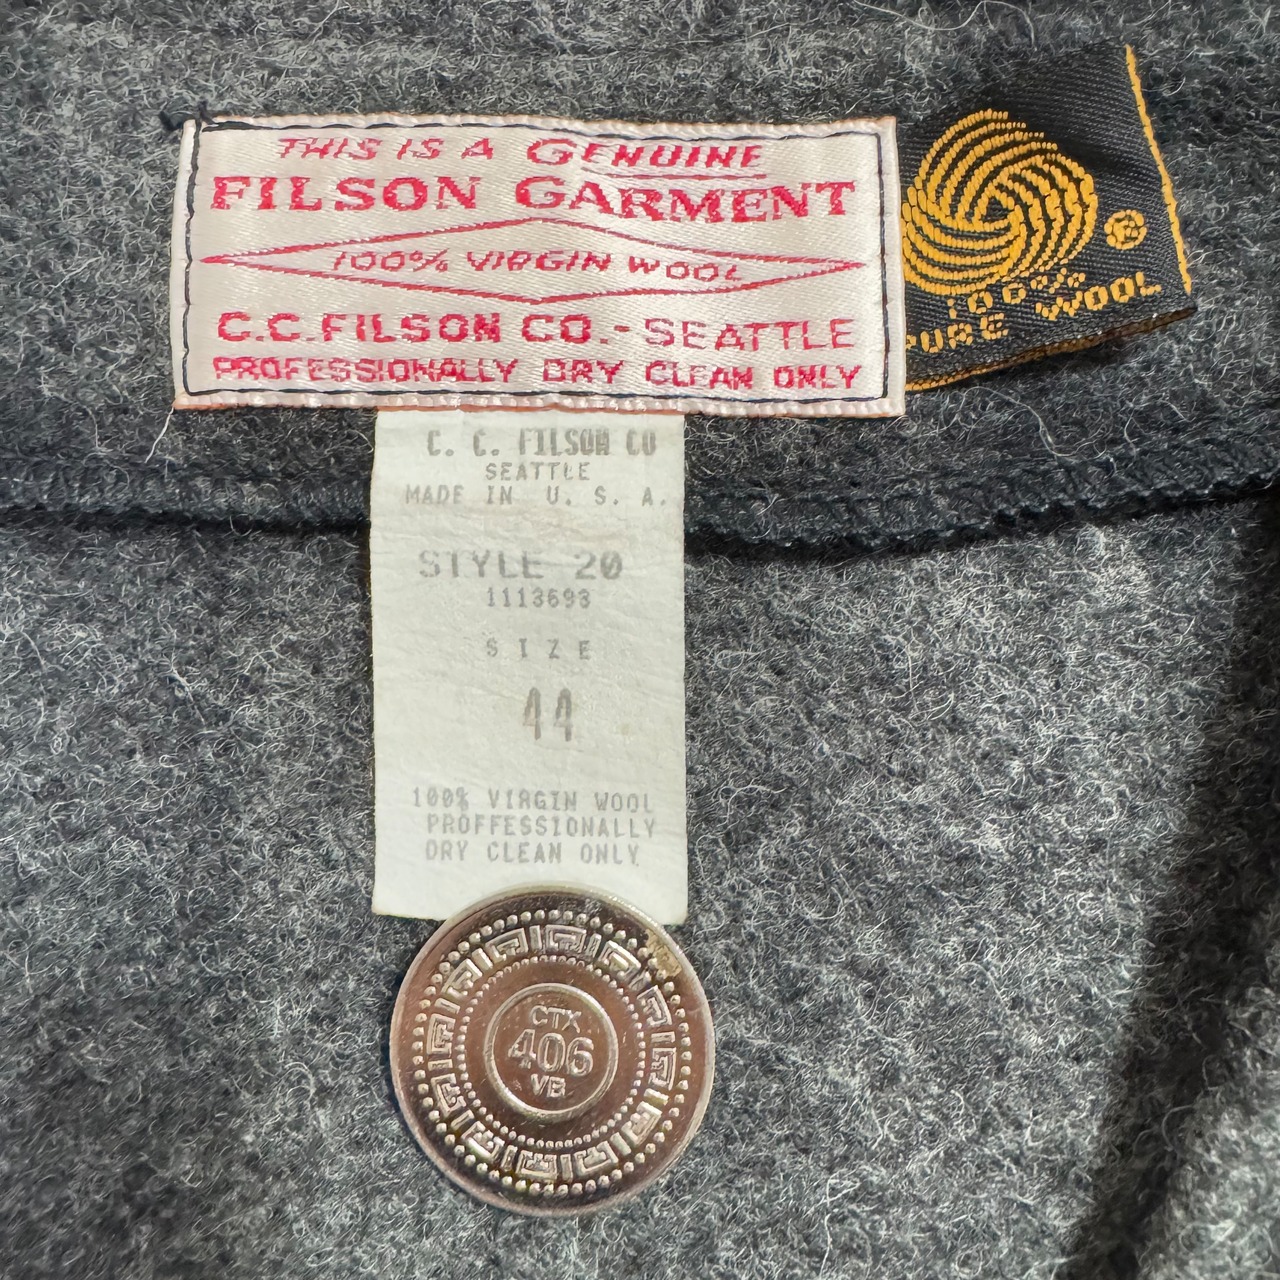 THIS IS A GENUINE
FILSON GARMENT
100% VIRGIN WOOL
C.C. FILSON CO. - SEATTLE
PROFESSIONALLY DRY CLEAN ONLY
®
100%
PURE WOOL
C. C. FILSON CO
SEATTLE
MADE IN U. S. A.
STYLE 20
1113693
SIZE
44
100% VIRGIN WOOL
PROFFESSIONALLY
DRY CLEAN ONLY
CTX
406
VB